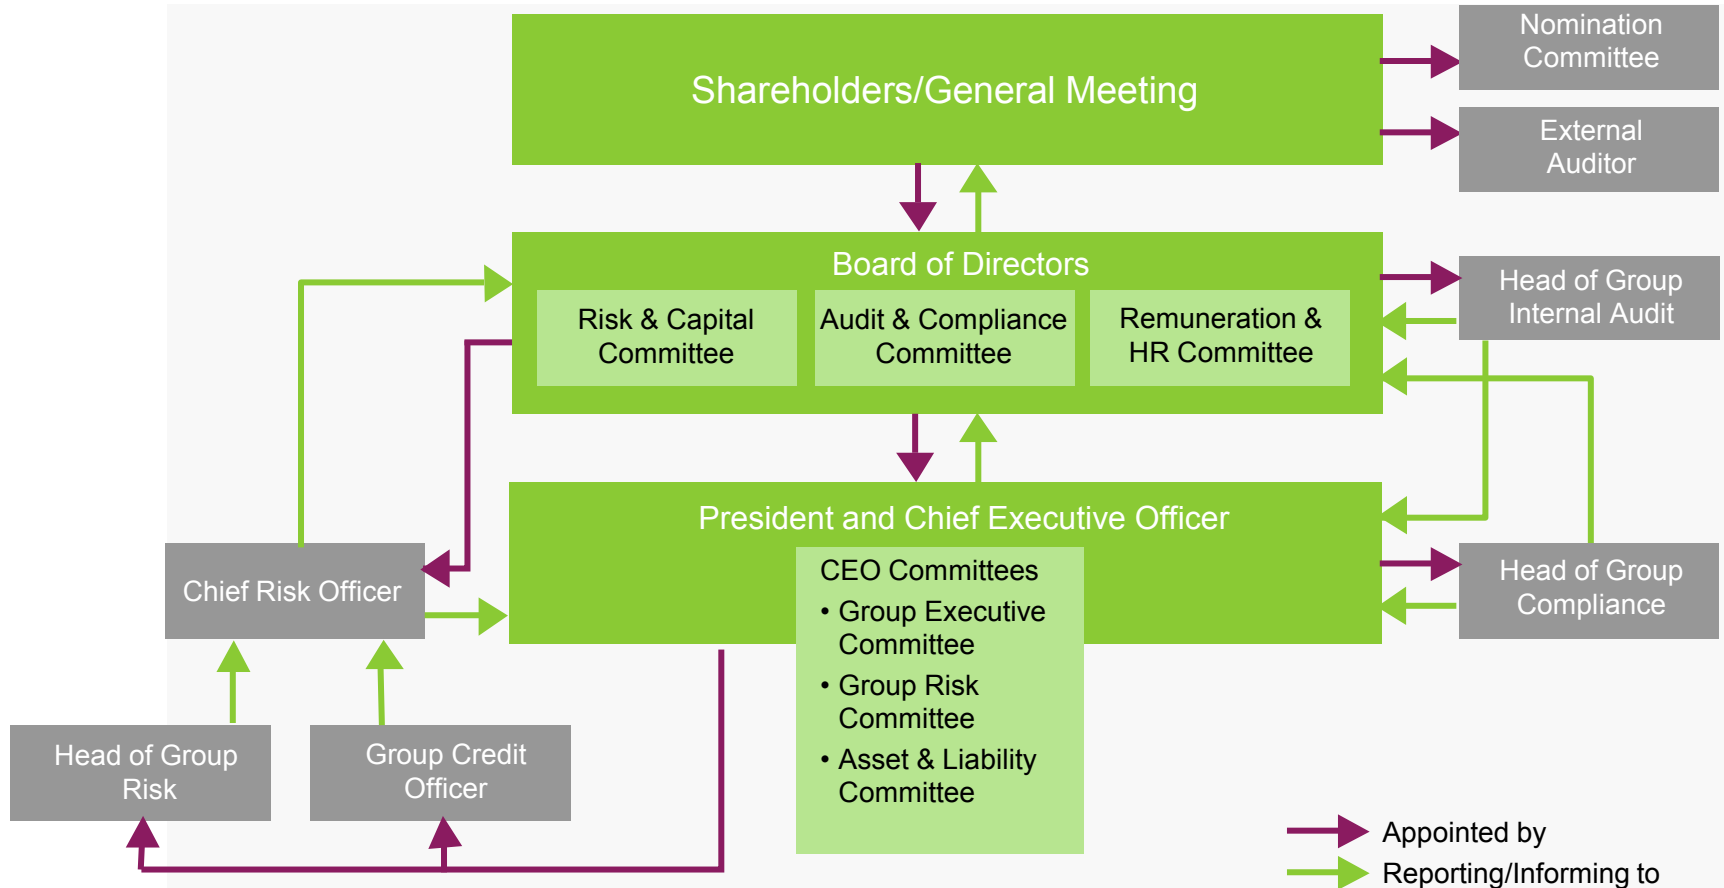 Shareholders/General Meeting
Nomination
Committee
External
Auditor
Board of Directors
Risk & Capital
Committee
Audit & Compliance
Committee
Remuneration &
HR Committee
Head of Group
Internal Audit
President and Chief Executive Officer
CEO Committees
• Group Executive
Committee
• Group Risk
Committee
• Asset & Liability
Committee
Chief Risk Officer
Head of Group
Compliance
Head of Group
Risk
Group Credit
Officer
Appointed by
Reporting/Informing to